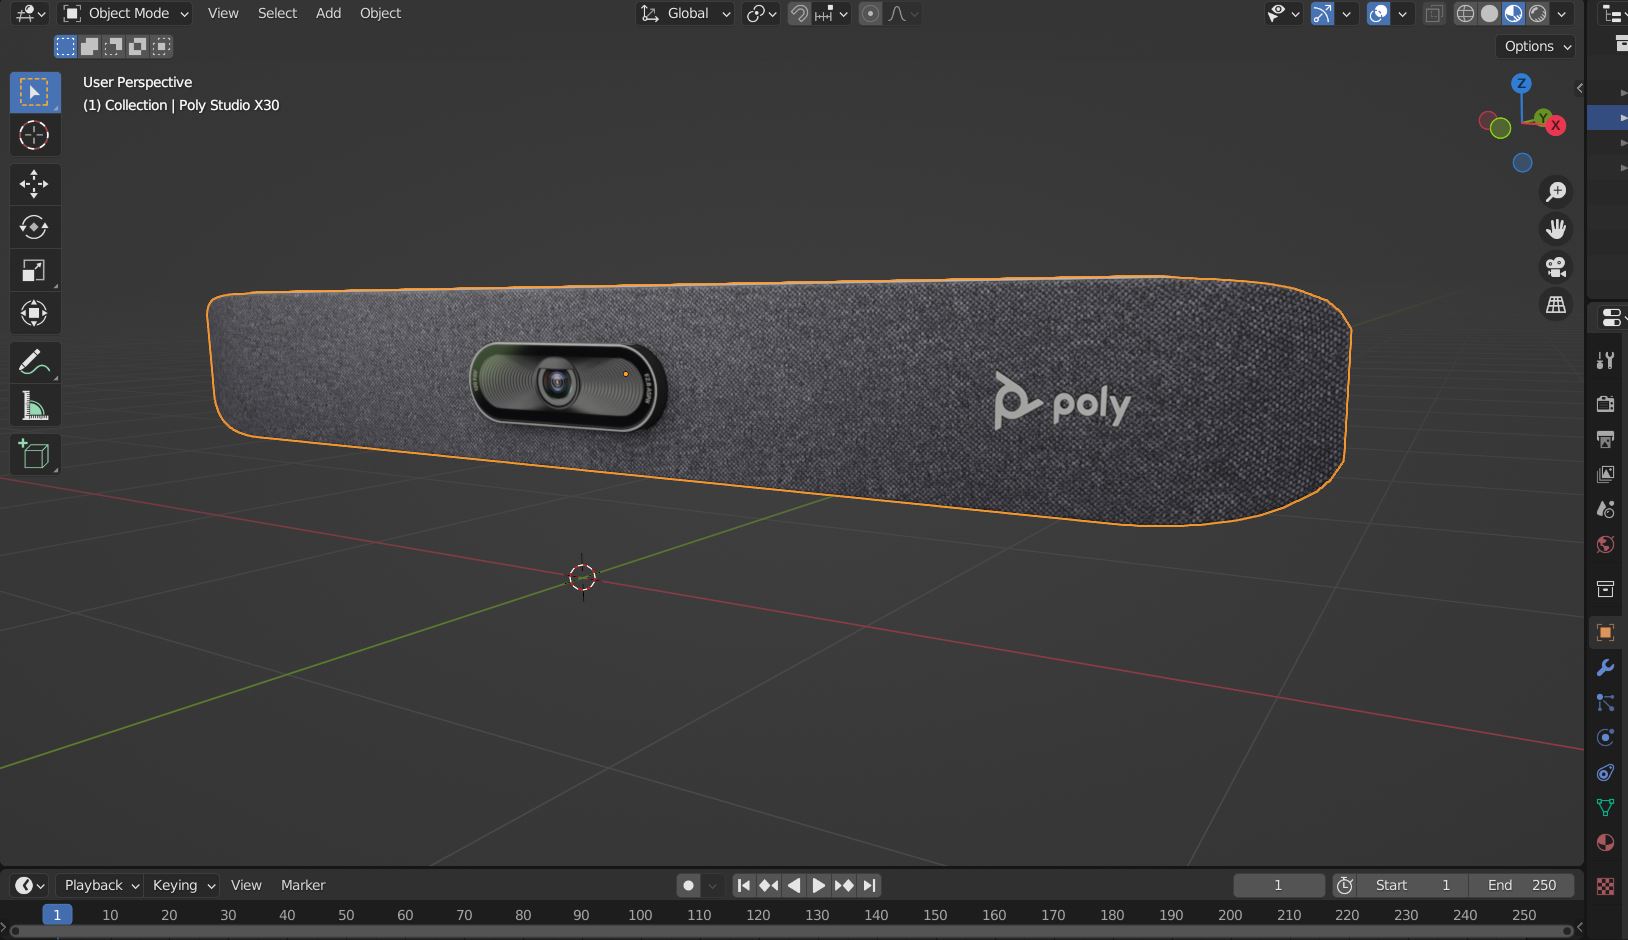 Object Mode View Select Add Object Global
Options
User Perspective
(1) Collection | Poly Studio X30
Z
Y
X
poly
Playback Keying View Marker 1 Start 1 End 250
1 10 20 30 40 50 60 70 80 90 100 110 120 130 140 150 160 170 180 190 200 210 220 230 240 250